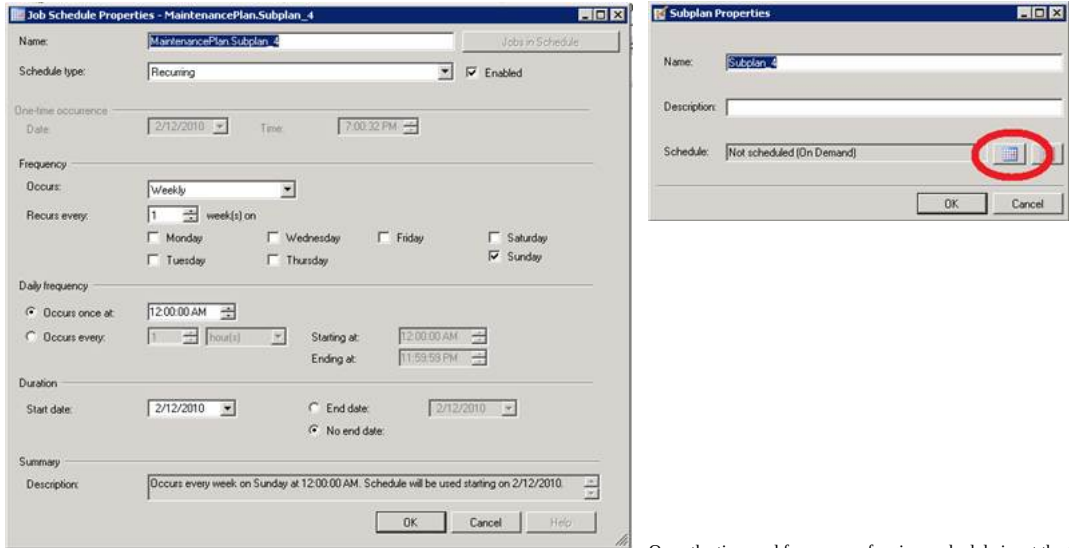 Job Schedule Properties - MaintenancePlan.Subplan_4
Name: MaintenancePlan.Subplan_4 Jobs in Schedule
Schedule type: Recurring Enabled
One-time occurrence
Date: 2/12/2010 Time: 7:00:32 PM
Frequency
Occurs: Weekly
Recurs every: 1 week(s) on
Monday Wednesday Friday Saturday
Tuesday Thursday Sunday
Daily frequency
Occurs once at: 12:00:00 AM
Occurs every: 1 hour(s) Starting at: 12:00:00 AM
Ending at: 11:59:59 PM
Duration
Start date: 2/12/2010 End date: 2/12/2010
No end date:
Summary
Description: Occurs every week on Sunday at 12:00:00 AM. Schedule will be used starting on 2/12/2010.
OK Cancel Help
Subplan Properties
Name: Subplan_4
Description:
Schedule: Not scheduled (On Demand)
OK Cancel